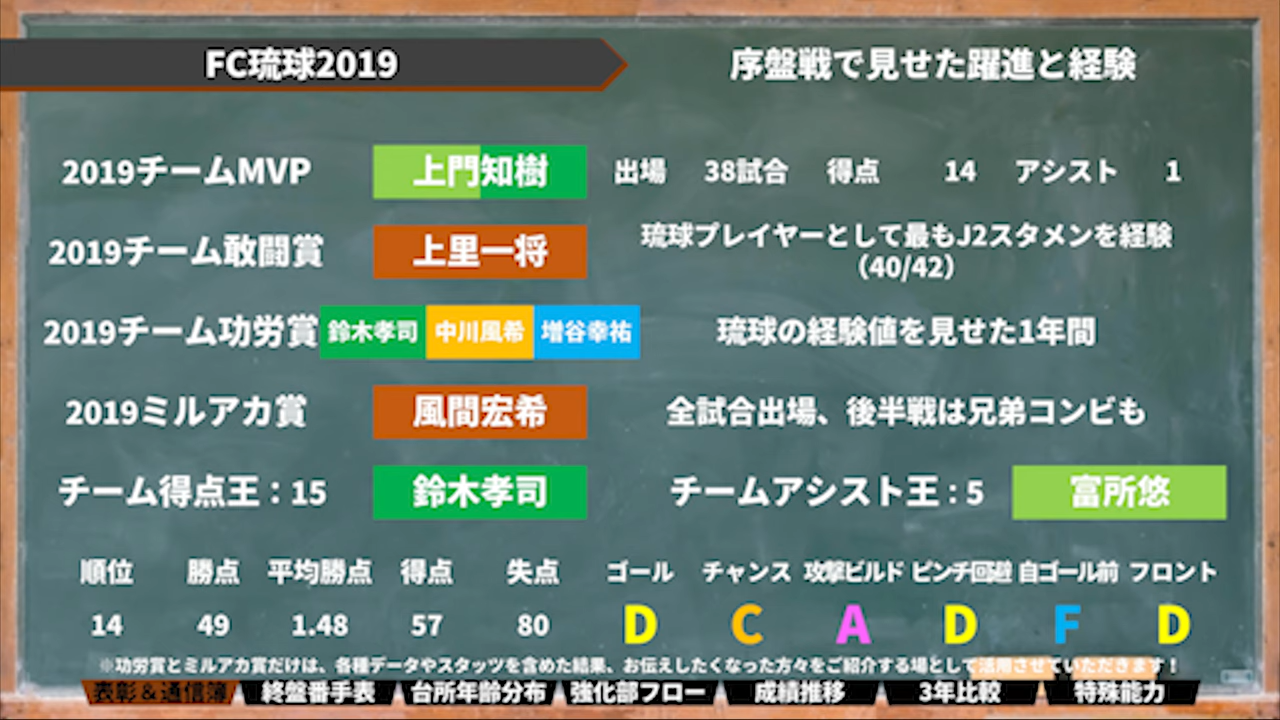 FC琉球2019
序盤戦で見せた躍進と経験
2019チームMVP 上門知樹 出場 38試合 得点 14 アシスト 1
2019チーム敢闘賞 上里一将 琉球プレイヤーとして最もJ2スタメンを経験
（40/42）
2019チーム功労賞 鈴木孝司 中川風希 増谷幸祐 琉球の経験値を見せた1年間
2019ミルアカ賞 風間宏希 全試合出場、後半戦は兄弟コンビも
チーム得点王：15 鈴木孝司 チームアシスト王：5 富所悠
順位 勝点 平均勝点 得点 失点 ゴール チャンス 攻撃ビルド ピンチ回避 自ゴール前 フロント
14 49 1.48 57 80 D C A D F D
※功労賞とミルアカ賞だけは、各種データやスタッツを含めた結果、お伝えしたくなった方々をご紹介する場として活用させていただきます！
表彰＆通信簿 終盤番手表 台所年齢分布 強化部フロー 成績推移 3年比較 特殊能力